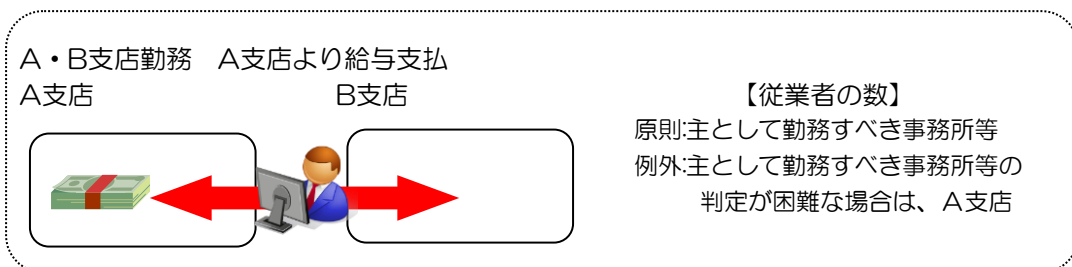 A・B支店勤務　A支店より給与支払
A支店　B支店
【従業者の数】
原則:主として勤務すべき事務所等
例外:主として勤務すべき事務所等の
判定が困難な場合は、A支店